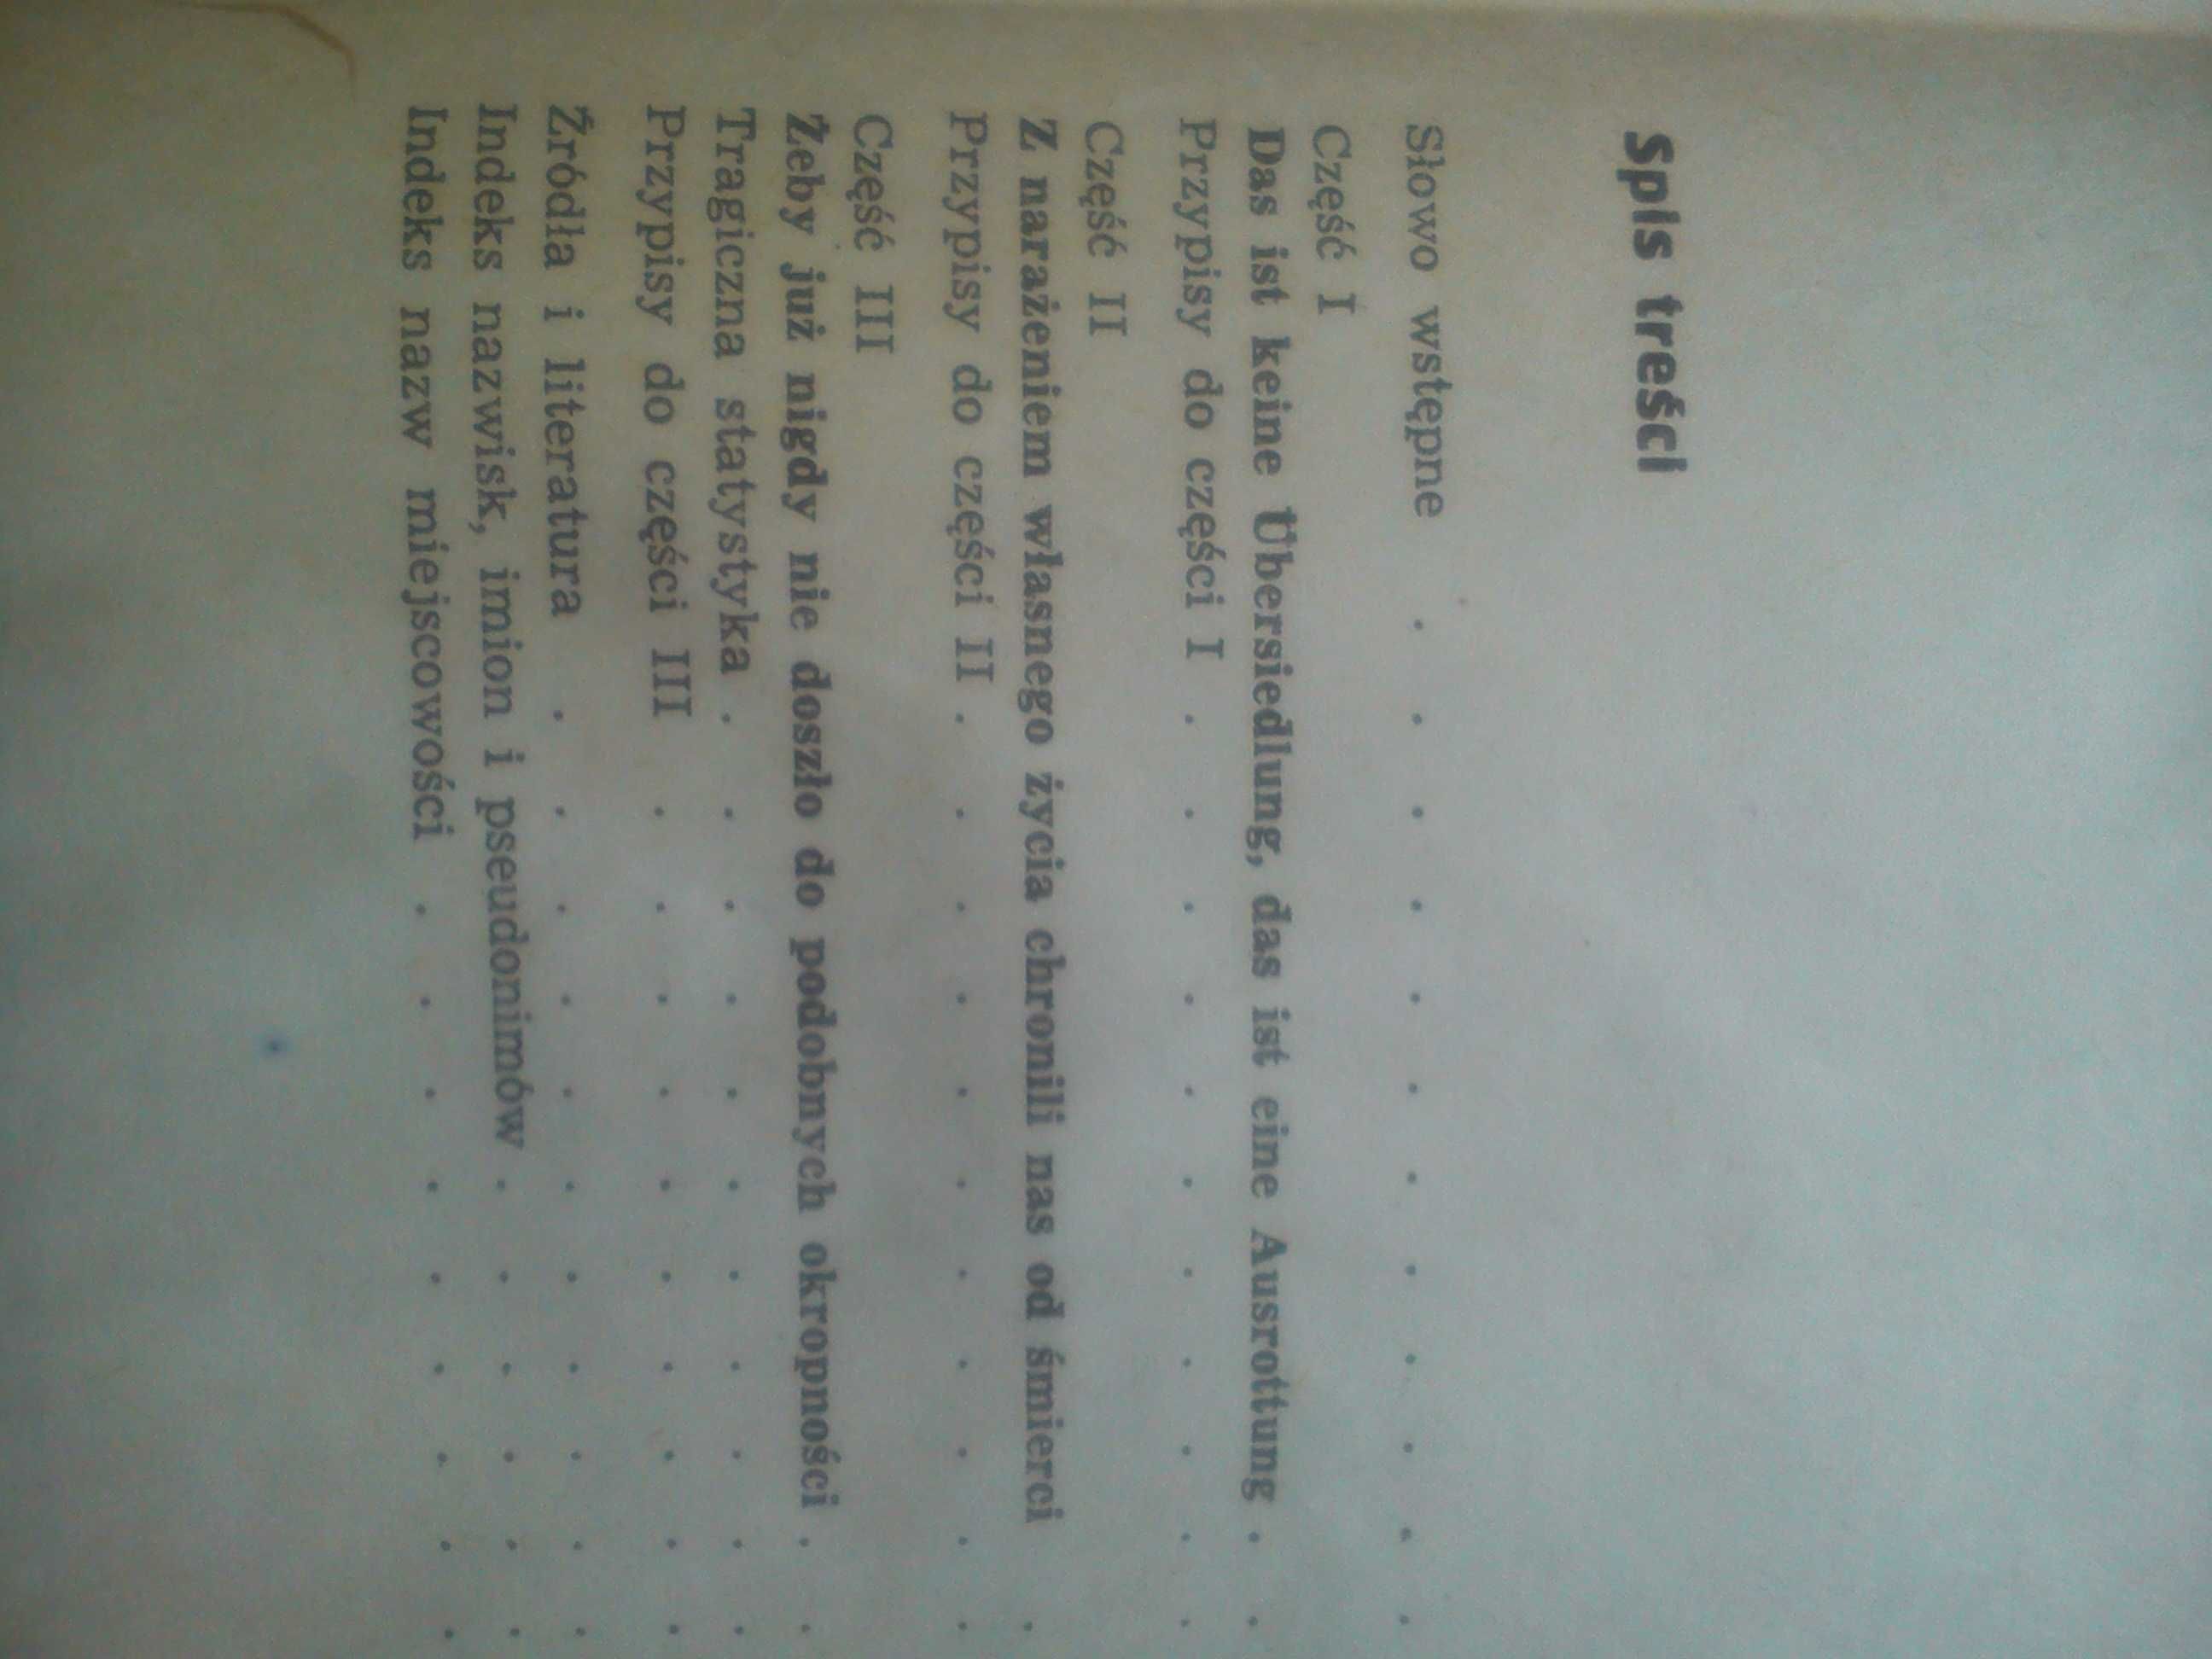 Spis treści
Słowo wstępne . . . . . . . . . . . .
Część I
Das ist keine Übersiedlung, das ist eine Ausrottung . .
Przypisy do części I . . . . . . . . . . .
Część II
Z narażeniem własnego życia chronili nas od śmierci .
Przypisy do części II . . . . . . . . . . .
Część III
Żeby już nigdy nie doszło do podobnych okropności . .
Tragiczna statystyka . . . . . . . . . . .
Przypisy do części III . . . . . . . . . .
Źródła i literatura . . . . . . . . . . .
Indeks nazwisk, imion i pseudonimów . . . . . .
Indeks nazw miejscowości . . . . . . . . .